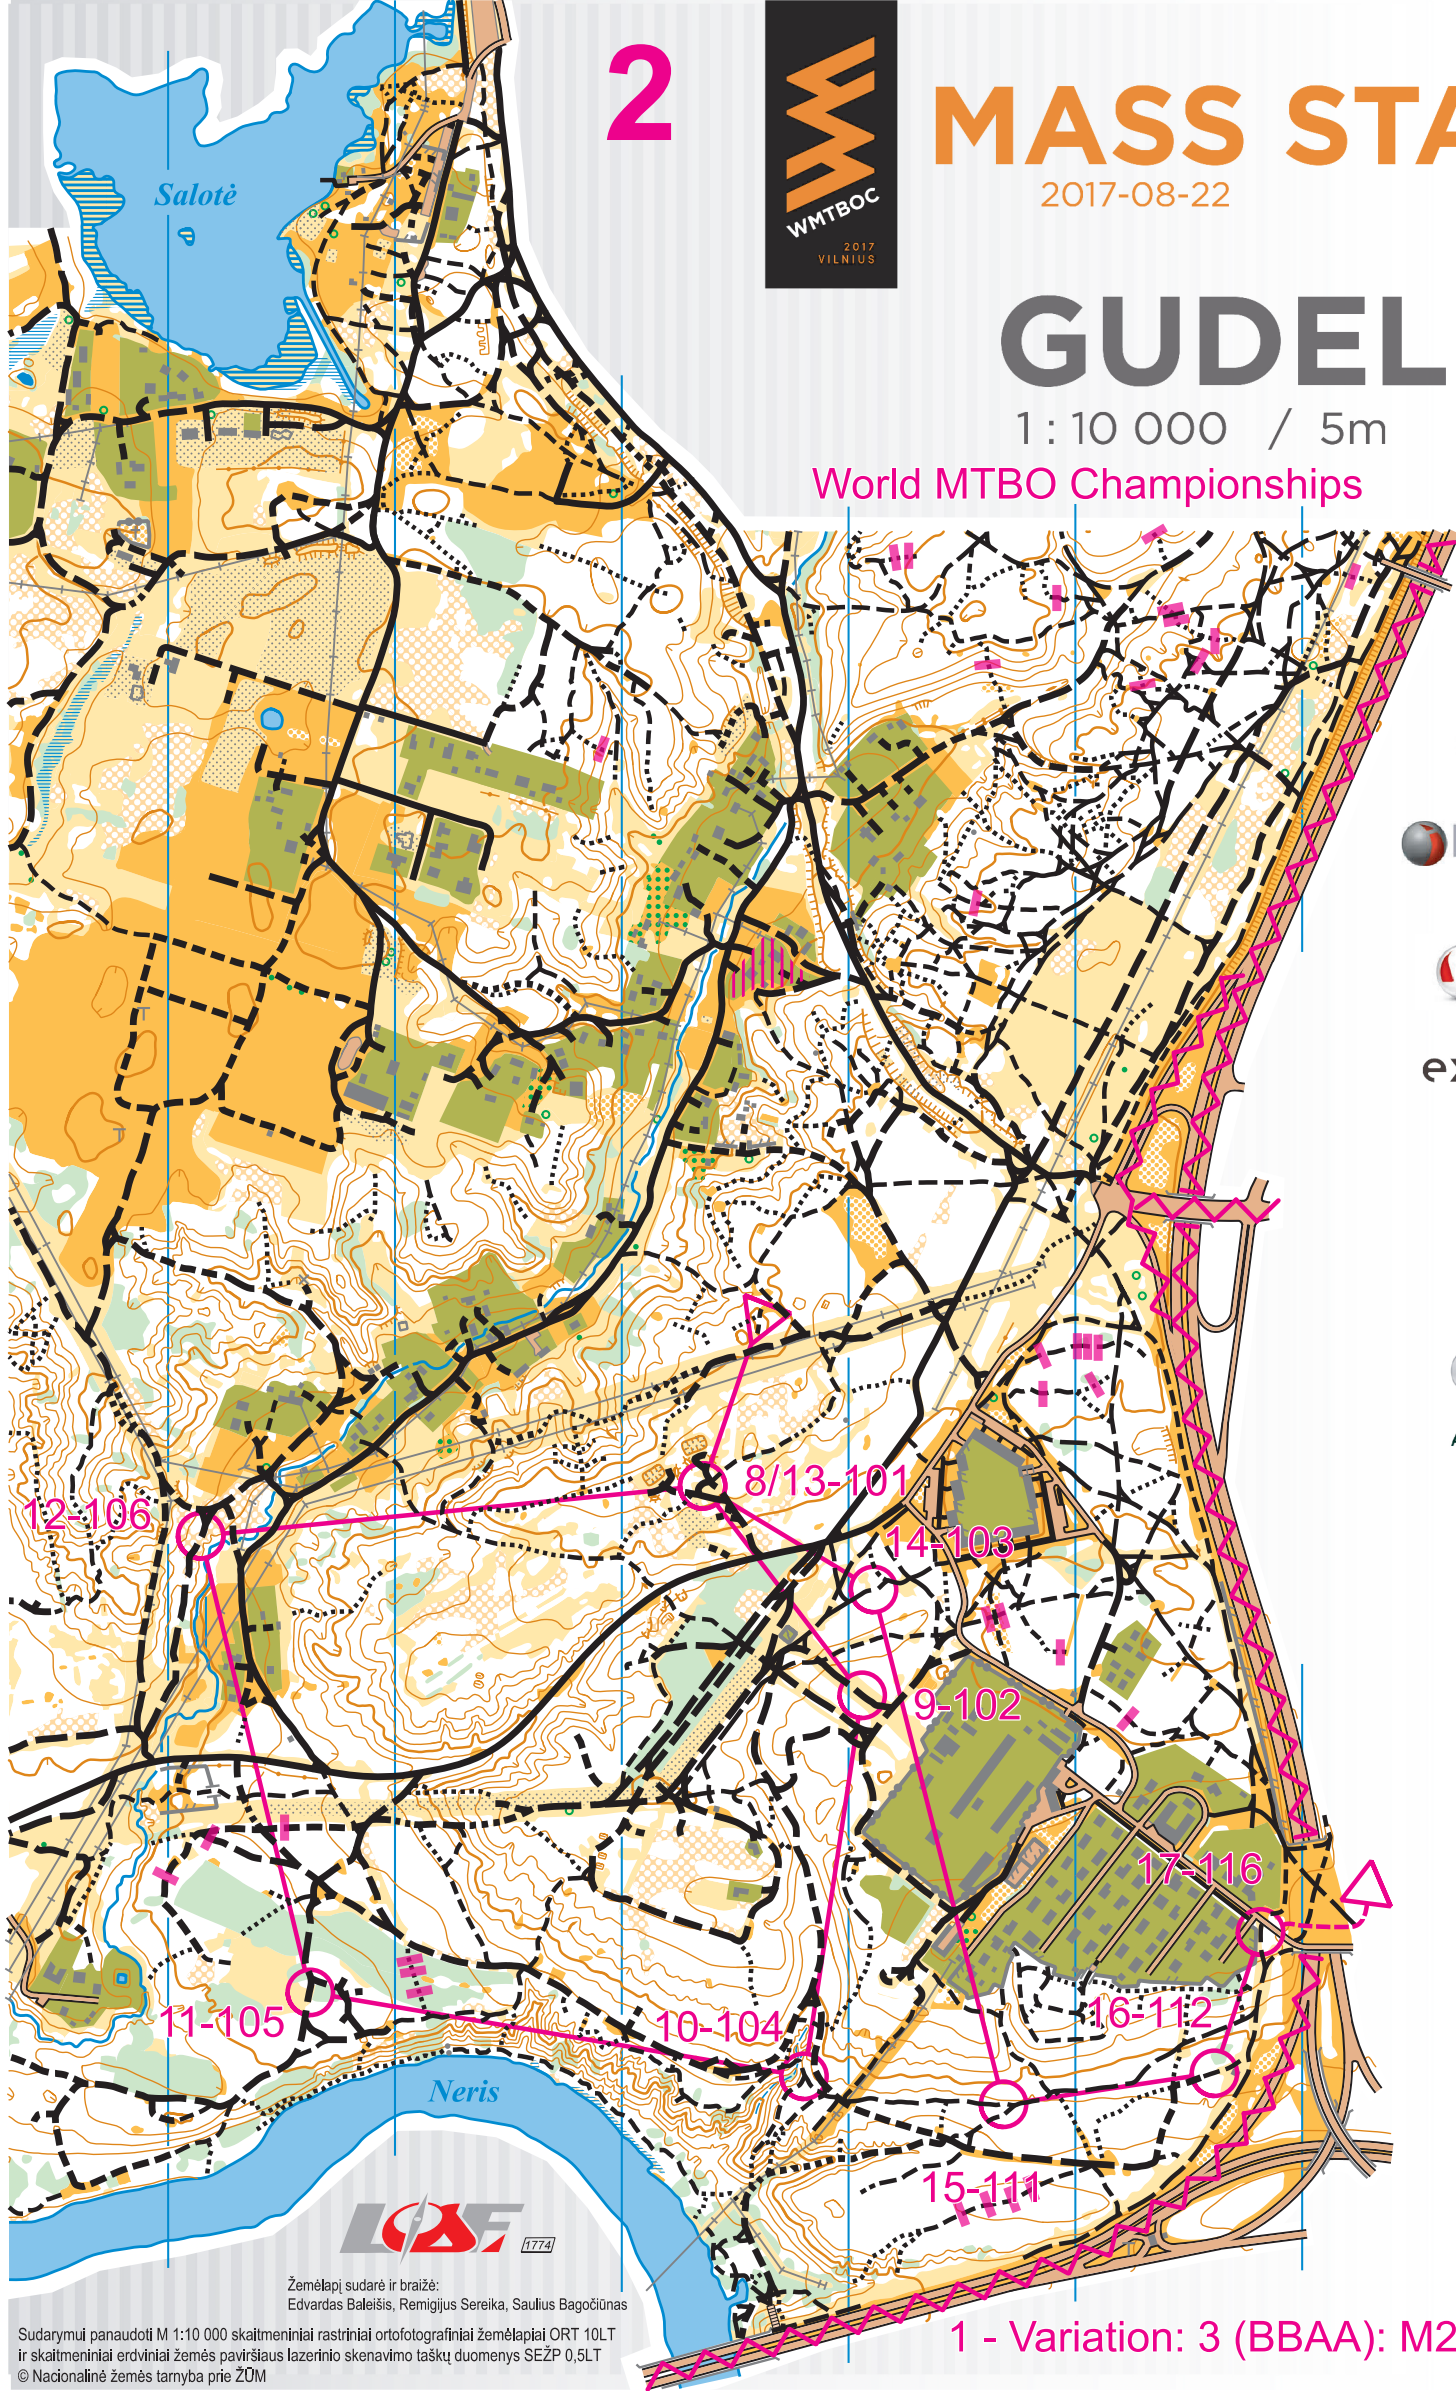 2
WMTBOC
2017
VILNIUS
MASS STA
2017-08-22
GUDEL
1 : 10 000 / 5m
World MTBO Championships
Salotė
ex
8/13-101
12-106
14-103
9-102
17-116
11-105
10-104
16-112
Neris
15-111
1774
Žemėlapį sudarė ir braižė:
Edvardas Baleišis, Remigijus Sereika, Saulius Bagočiūnas
Sudarymui panaudoti M 1:10 000 skaitmeniniai rastriniai ortofotografiniai žemėlapiai ORT 10LT
ir skaitmeniniai erdviniai žemės paviršiaus lazerinio skenavimo taškų duomenys SEŽP 0,5LT
© Nacionalinė žemės tarnyba prie ŽŪM
1 - Variation: 3 (BBAA): M2